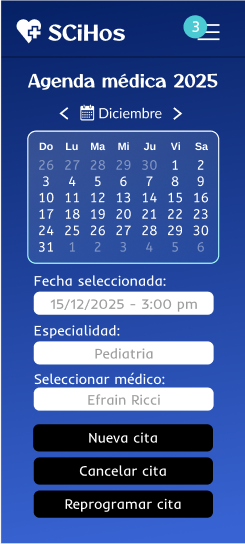 SCiHos
3
Agenda médica 2025
Diciembre
Do Lu Ma Mi Ju Vi Sa
26 27 28 29 30 1 2
3 4 5 6 7 8 9
10 11 12 13 14 15 16
17 18 19 20 21 22 23
24 25 26 27 28 29 30
31 1 2 3 4 5 6
Fecha seleccionada:
15/12/2025 - 3:00 pm
Especialidad:
Pediatria
Seleccionar médico:
Efrain Ricci
Nueva cita
Cancelar cita
Reprogramar cita